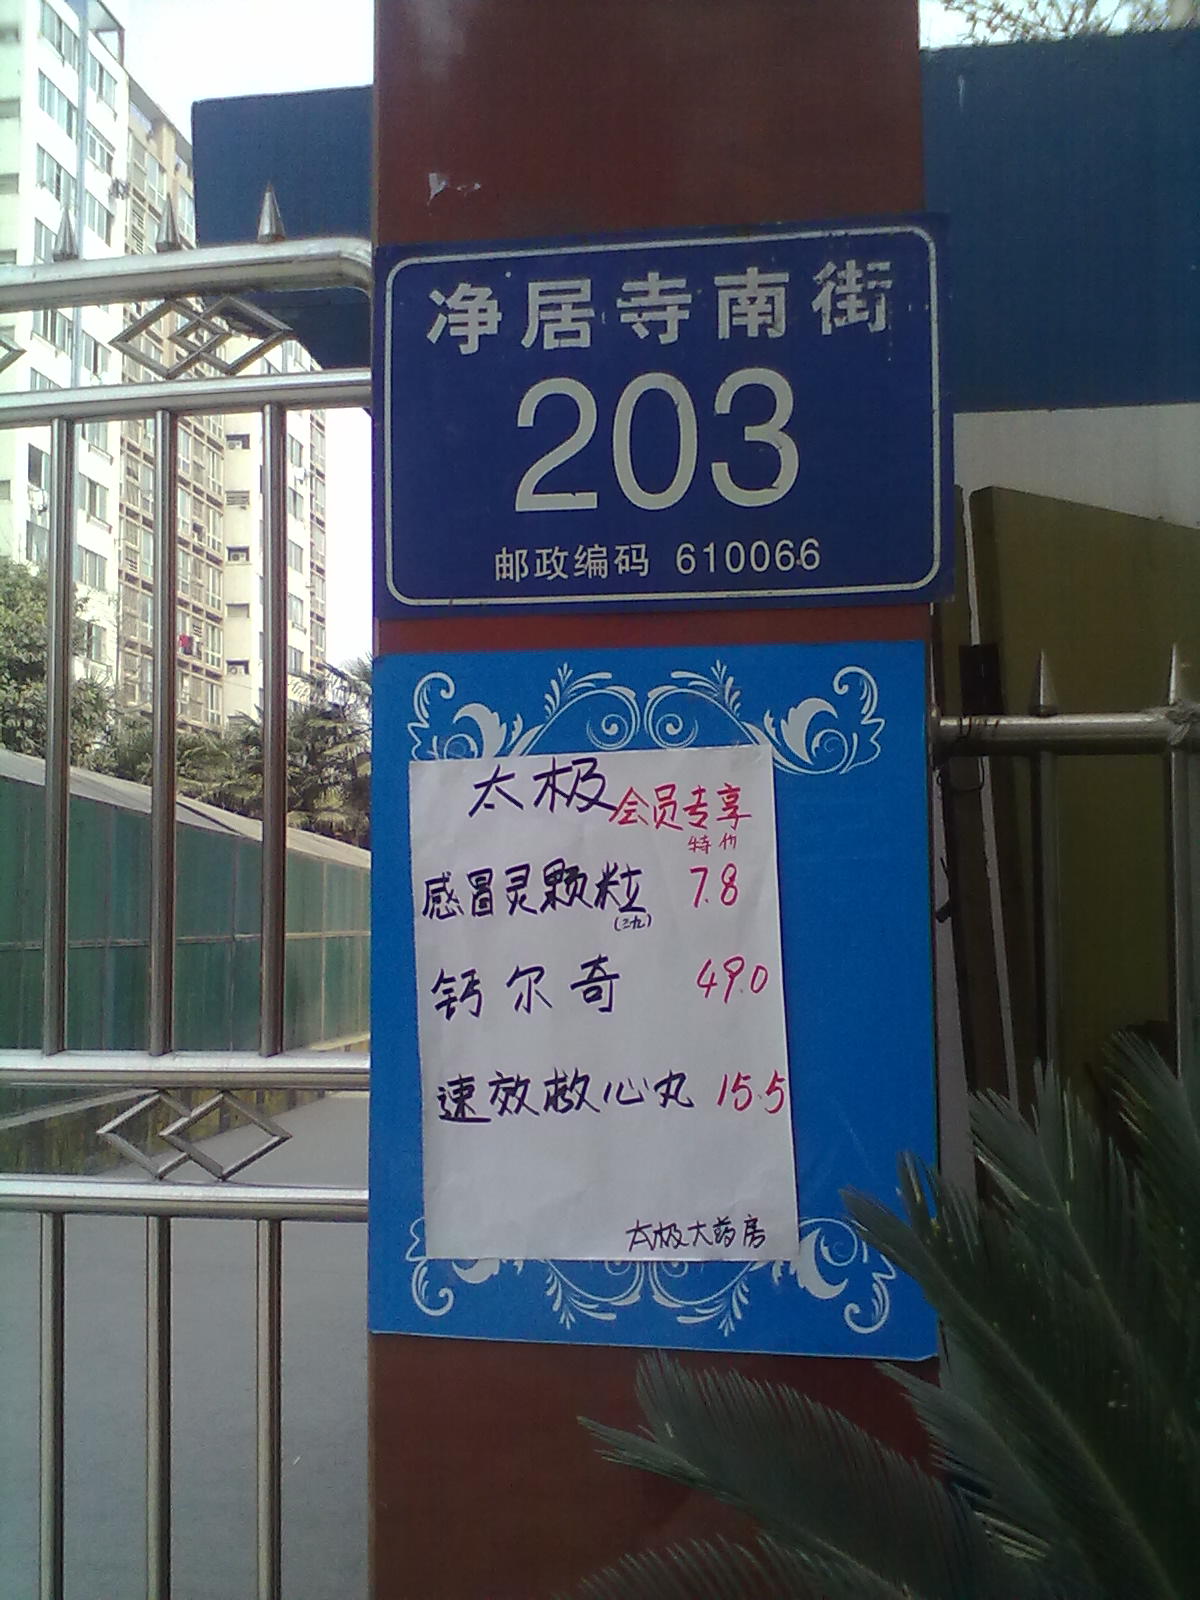 净居寺南街
203
邮政编码 610066
太极会员专享
特价
感冒灵颗粒 7.8
(三九)
钙尔奇 49.0
速效救心丸 15.5
太极大药房